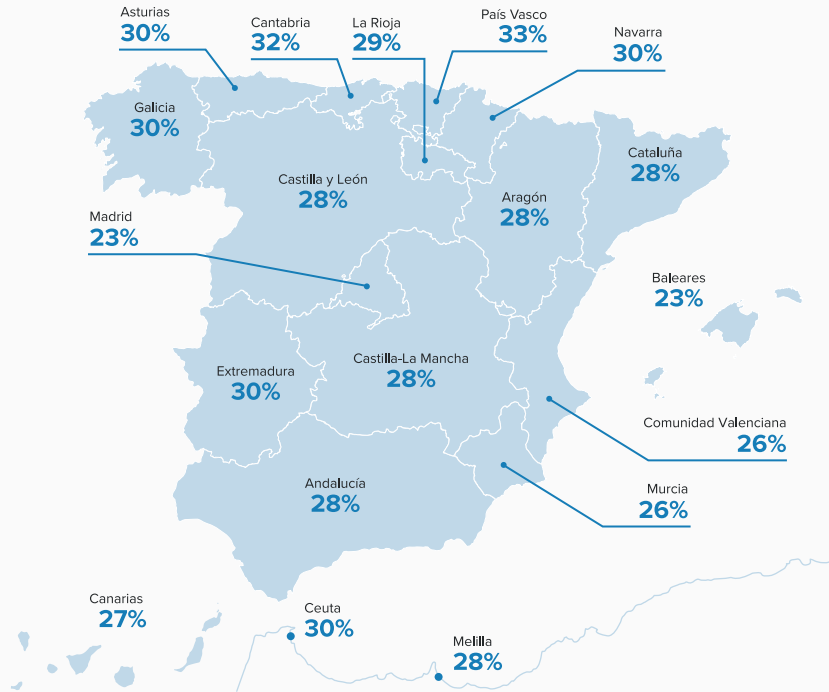 Asturias
30%
Cantabria
32%
La Rioja
29%
País Vasco
33%
Navarra
30%
Galicia
30%
Castilla y León
28%
Aragón
28%
Cataluña
28%
Madrid
23%
Baleares
23%
Extremadura
30%
Castilla-La Mancha
28%
Comunidad Valenciana
26%
Andalucía
28%
Murcia
26%
Canarias
27%
Ceuta
30%
Melilla
28%